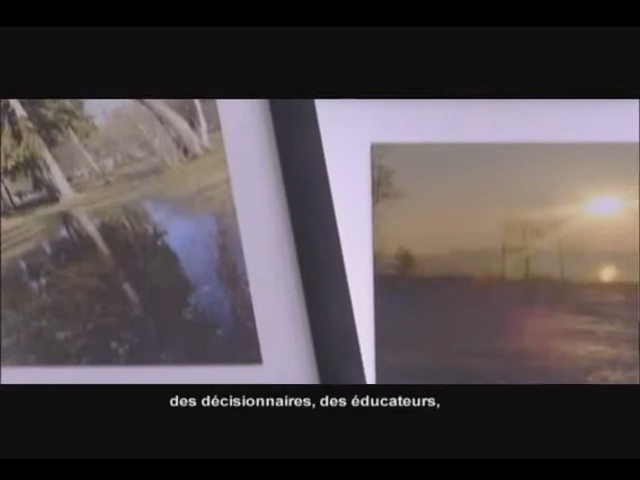 des décisionnaires, des éducateurs,